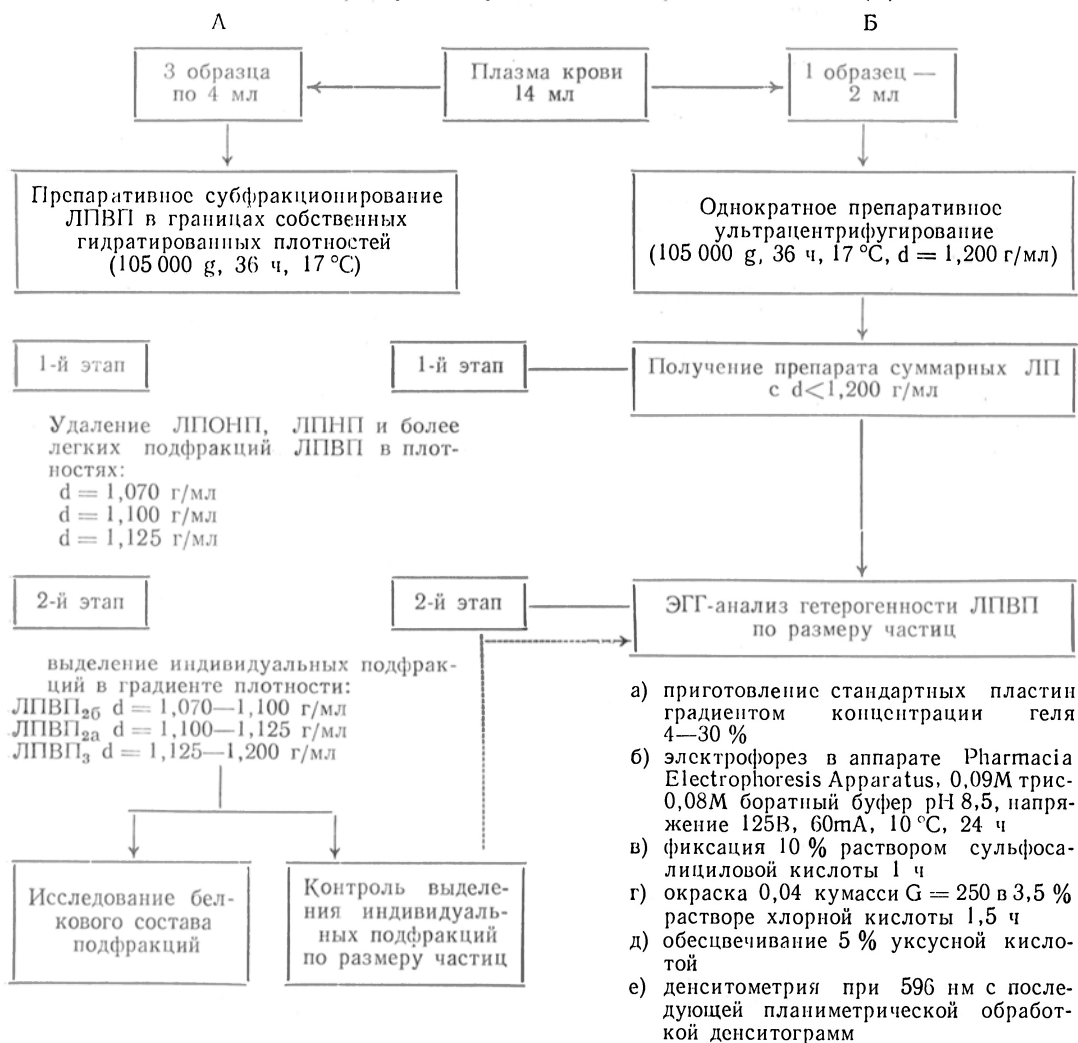 А
Б
3 образца
по 4 мл
Плазма крови
14 мл
1 образец —
2 мл
Препаративное субфракционирование
ЛПВП в границах собственных
гидратированных плотностей
(105 000 g, 36 ч, 17 °C)
Однократное препаративное
ультрацентрифугирование
(105 000 g, 36 ч, 17 °C, d = 1,200 г/мл)
1-й этап
Удаление ЛПОНП, ЛПНП и более
легких подфракций ЛПВП в плот-
ностях:
d = 1,070 г/мл
d = 1,100 г/мл
d = 1,125 г/мл
1-й этап
Получение препарата суммарных ЛП
с d<1,200 г/мл
2-й этап
выделение индивидуальных подфрак-
ций в градиенте плотности:
ЛПВП₂б d = 1,070—1,100 г/мл
ЛПВП₂а d = 1,100—1,125 г/мл
ЛПВП₃ d = 1,125—1,200 г/мл
2-й этап
ЭГГ-анализ гетерогенности ЛПВП
по размеру частиц
Исследование бел-
кового состава
подфракций
Контроль выделе-
ния индивидуаль-
ных подфракций
по размеру частиц
а) приготовление стандартных пластин
градиентом концентрации геля
4—30 %
б) электрофорез в аппарате Pharmacia
Electrophoresis Apparatus, 0,09М трис-
0,08М боратный буфер pH 8,5, напря-
жение 125В, 60mA, 10 °C, 24 ч
в) фиксация 10 % раствором сульфоса-
лициловой кислоты 1 ч
г) окраска 0,04 кумасси G = 250 в 3,5 %
растворе хлорной кислоты 1,5 ч
д) обесцвечивание 5 % уксусной кисло-
той
е) денситометрия при 596 нм с после-
дующей планиметрической обработ-
кой денситограмм